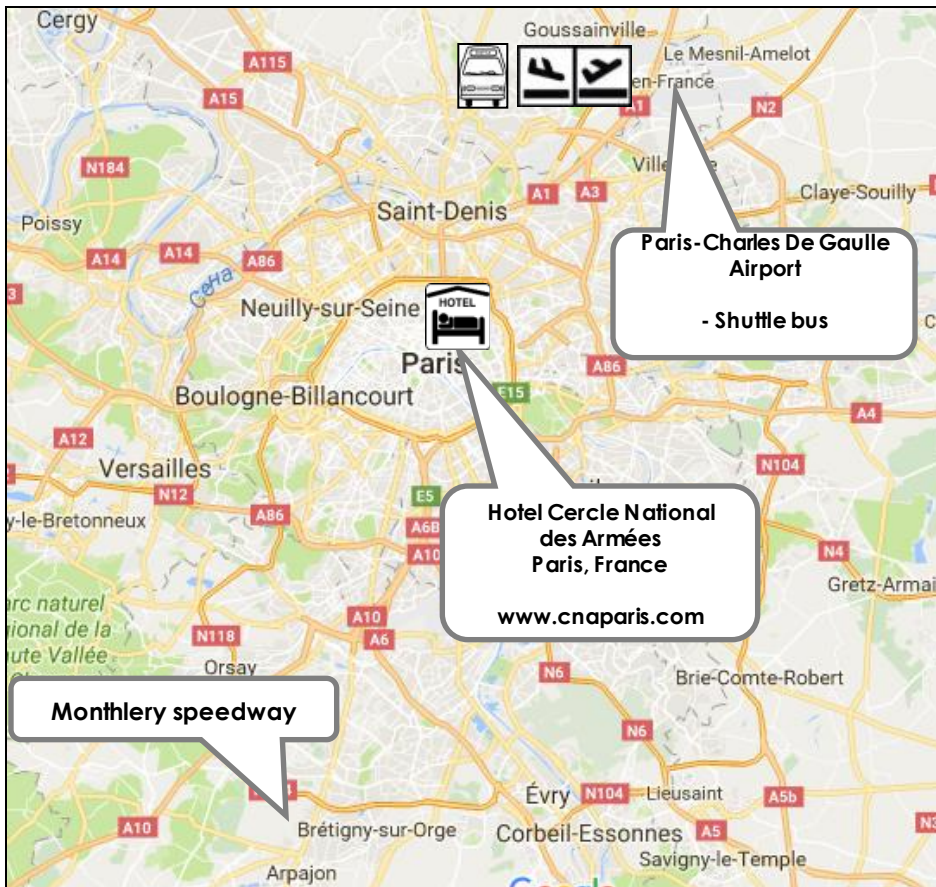 Cergy
Goussainville
Le Mesnil-Amelot
A115
en-France
A15
A1
N2
N184
Ville
A1
A3
Claye-Souilly
Saint-Denis
Poissy
A14
A14
A86
Paris-Charles De Gaulle
Airport
- Shuttle bus
Neuilly-sur-Seine
HOTEL
Paris
A86
Boulogne-Billancourt
E15
A4
A12
Versailles
N104
N12
E5
A86
A6B
y-le-Bretonneux
Hotel Cercle National
des Armées
Paris, France
www.cnaparis.com
A10
N4
Gretz-Armai
arc naturel
gional de la
ute Vallée
A10
N118
A6
Orsay
N6
Brie-Comte-Robert
Monthlery speedway
N6
Évry
N104
Lieusaint
A5b
A10
Brétigny-sur-Orge
Corbeil-Essonnes
A5
N3
Savigny-le-Temple
Arpajon